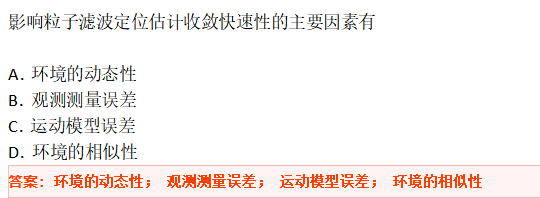 影响粒子滤波定位估计收敛快速性的主要因素有
A. 环境的动态性
B. 观测测量误差
C. 运动模型误差
D. 环境的相似性
答案： 环境的动态性； 观测测量误差； 运动模型误差； 环境的相似性